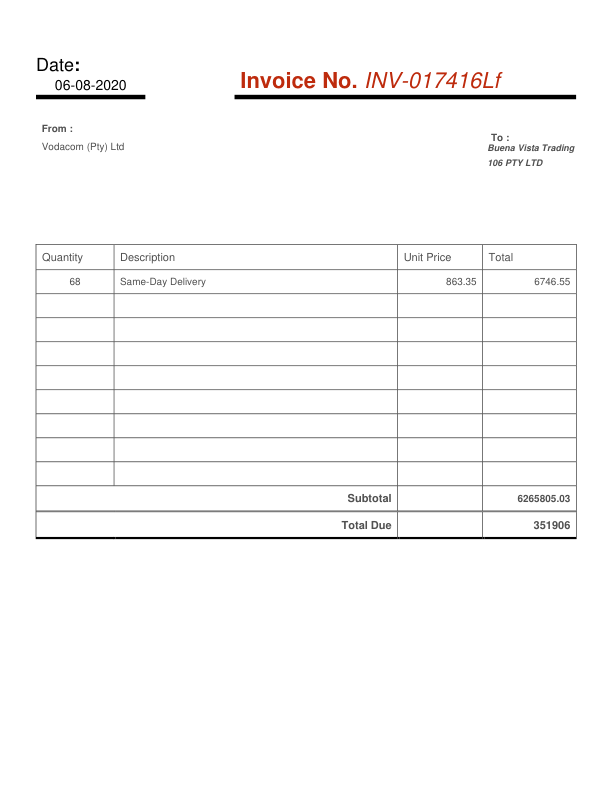 Date:
06-08-2020
Invoice No. INV-017416Lf
From :
Vodacom (Pty) Ltd
To :
Buena Vista Trading
106 PTY LTD
Quantity Description Unit Price Total
68 Same-Day Delivery 863.35 6746.55
Subtotal 6265805.03
Total Due 351906